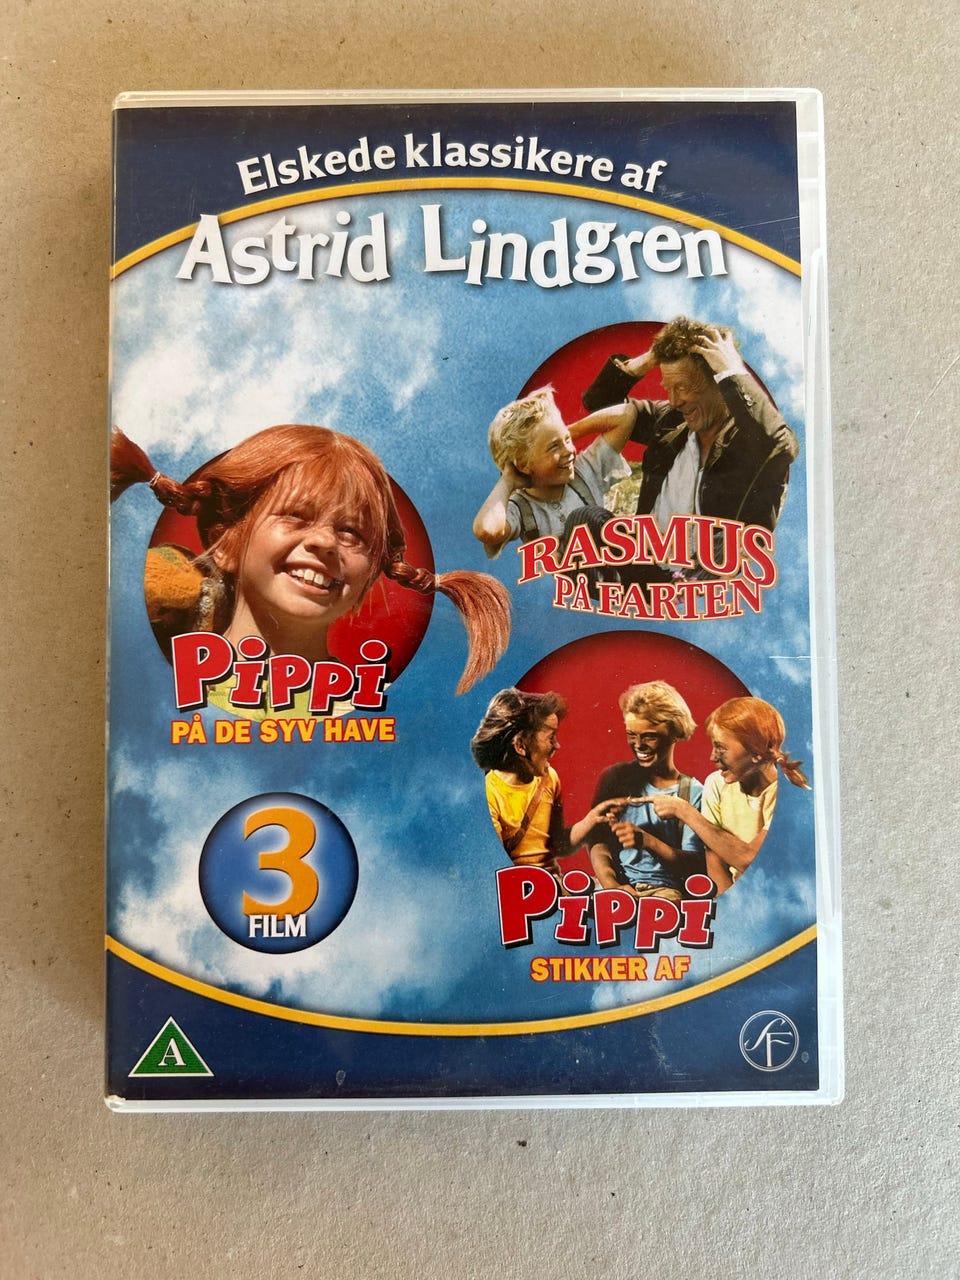 Elskede klassikere af
Astrid Lindgren
RASMUS
PÅ FARTEN
Pippi
PÅ DE SYV HAVE
3
FILM
Pippi
STIKKER AF
A
SF